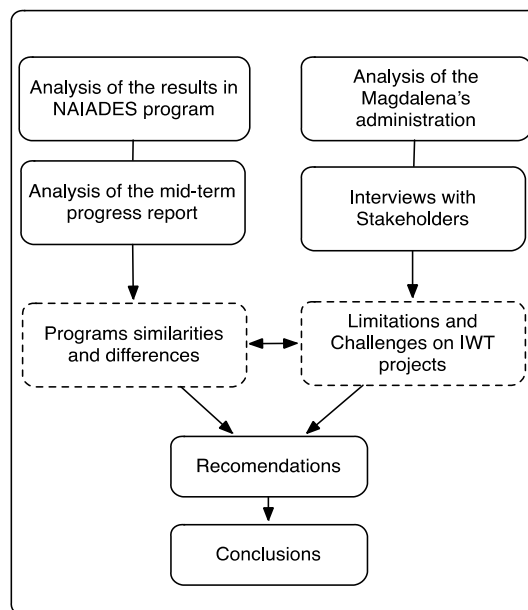 Analysis of the results in
NAIADES program
Analysis of the
Magdalena's
administration
Analysis of the mid-term
progress report
Interviews with
Stakeholders
Programs similarities
and differences
Limitations and
Challenges on IWT
projects
Recomendations
Conclusions